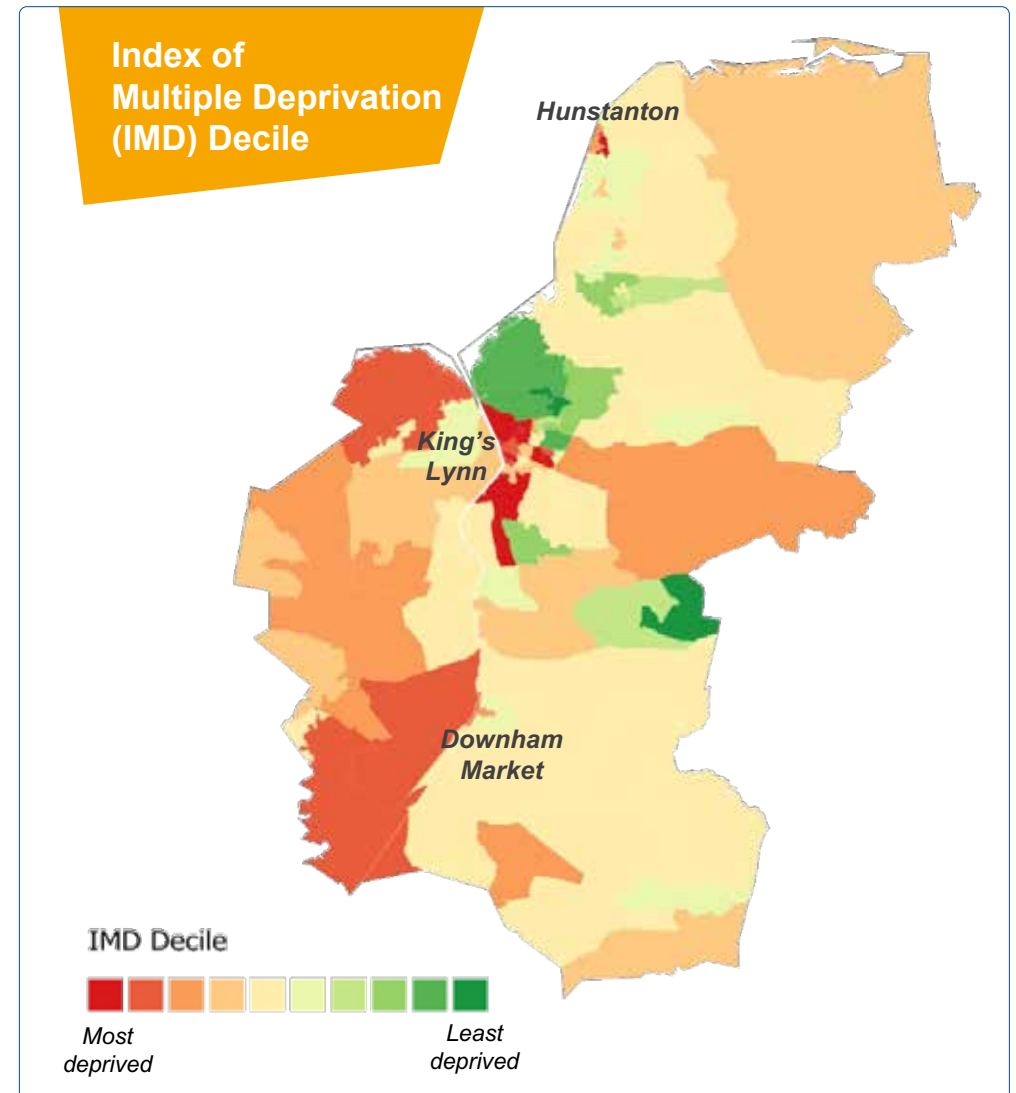 Index of
Multiple Deprivation
(IMD) Decile
Hunstanton
King's
Lynn
Downham
Market
IMD Decile
Most
deprived
Least
deprived